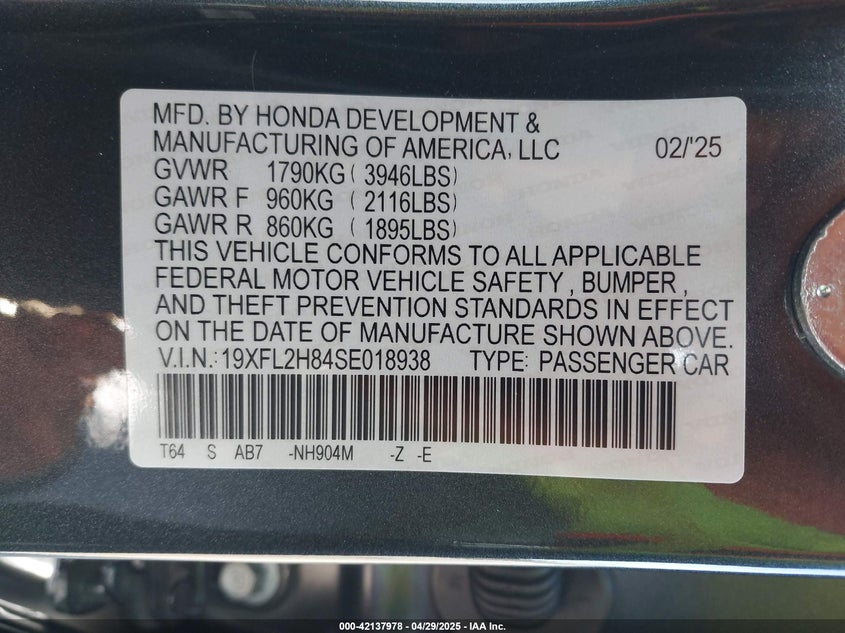 MFD. BY HONDA DEVELOPMENT &
MANUFACTURING OF AMERICA, LLC 02/'25
GVWR 1790KG ( 3946LBS)
GAWR F 960KG ( 2116LBS)
GAWR R 860KG ( 1895LBS)
THIS VEHICLE CONFORMS TO ALL APPLICABLE
FEDERAL MOTOR VEHICLE SAFETY , BUMPER ,
AND THEFT PREVENTION STANDARDS IN EFFECT
ON THE DATE OF MANUFACTURE SHOWN ABOVE.
V.I.N.: 19XFL2H84SE018938 TYPE: PASSENGER CAR
T64 S AB7 -NH904M -Z -E
000-42137978 - 04/29/2025 - IAA Inc.